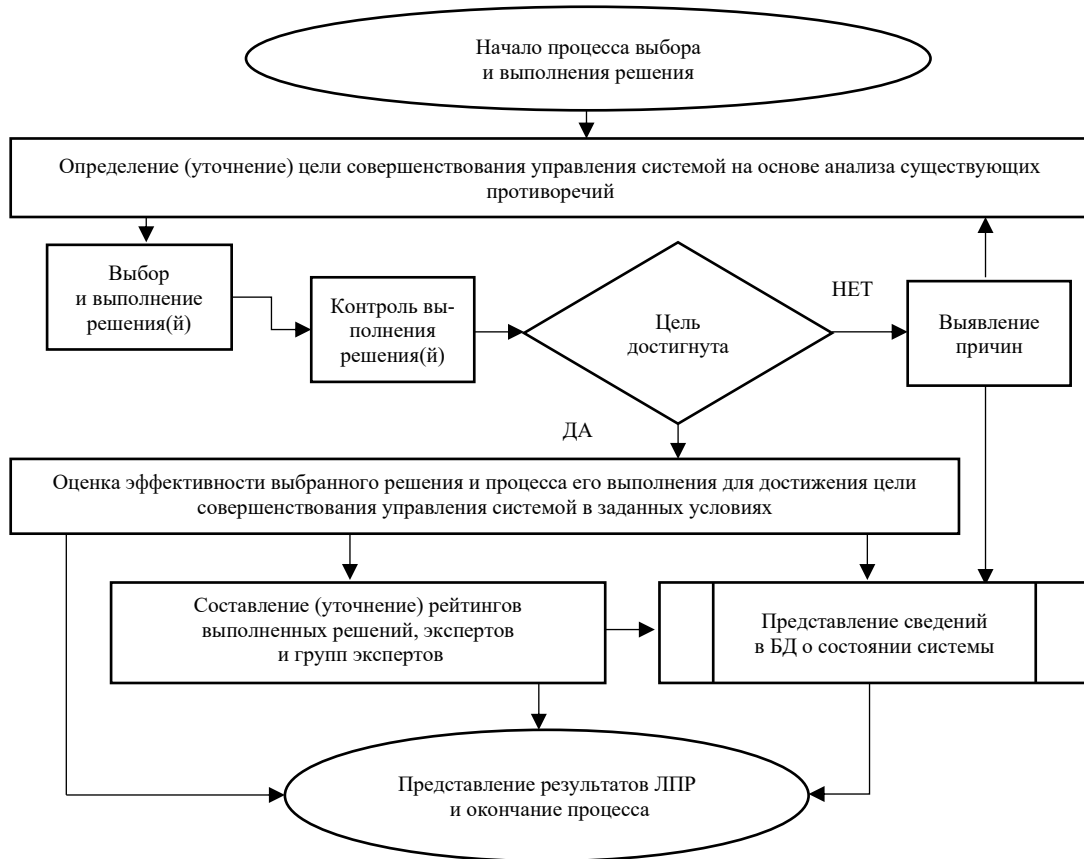 Начало процесса выбора
и выполнения решения
Определение (уточнение) цели совершенствования управления системой на основе анализа существующих
противоречий
Выбор
и выполнение
решения(й)
Контроль вы-
полнения
решения(й)
Цель
достигнута
НЕТ
Выявление
причин
ДА
Оценка эффективности выбранного решения и процесса его выполнения для достижения цели
совершенствования управления системой в заданных условиях
Составление (уточнение) рейтингов
выполненных решений, экспертов
и групп экспертов
Представление сведений
в БД о состоянии системы
Представление результатов ЛПР
и окончание процесса